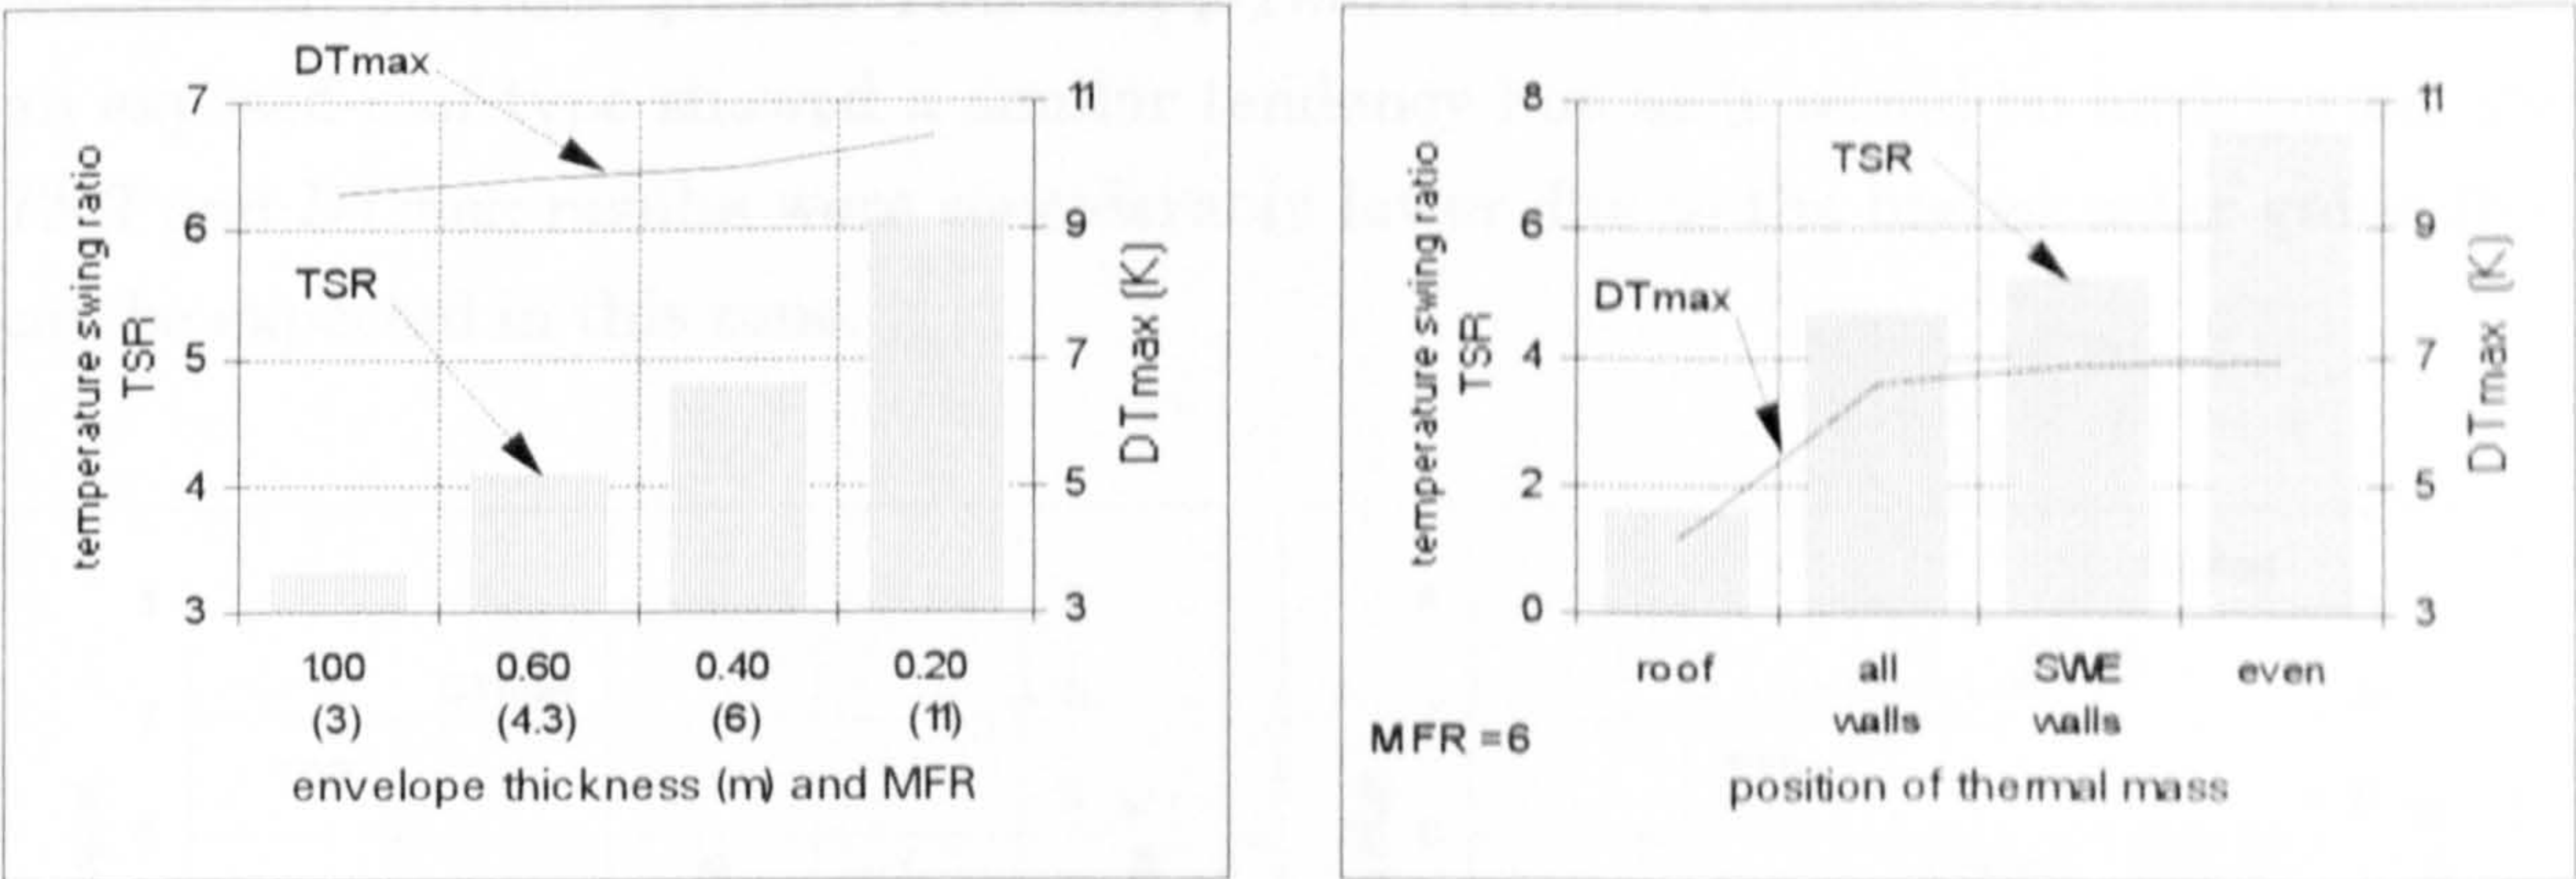 DTmax
7
6
5
4
3
temperature swing ratio
TSR
TSR
11
9
7
5
3
DTmax (K)
1.00 0.60 0.40 0.20
(3) (4.3) (6) (11)
envelope thickness (m) and MFR
8
6
4
2
0
temperature swing ratio
TSR
TSR
DTmax
11
9
7
5
3
DTmax (K)
roof all SWE even
walls walls
MFR =6
position of thermal mass